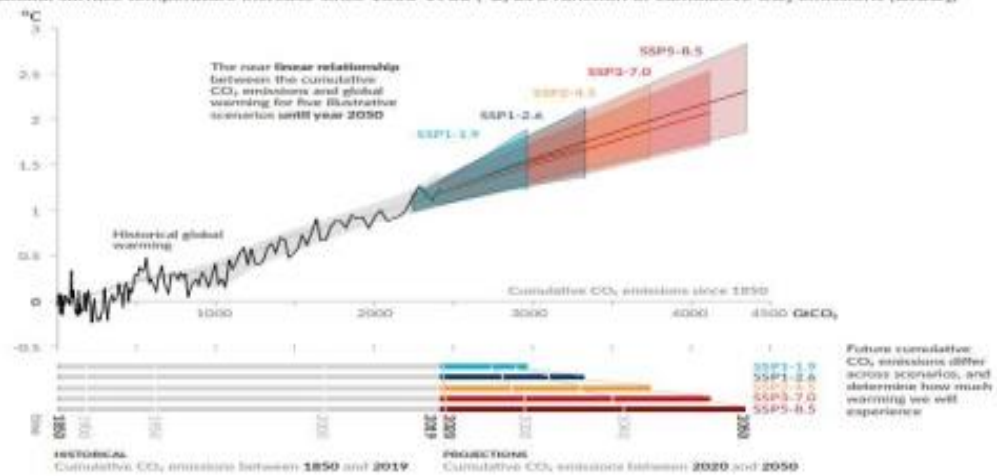 °C
3
2.5
2
1.5
1
0.5
0
-0.5
The near linear relationship
between the cumulative
CO₂ emissions and global
warming for five illustrative
scenarios until year 2050
SSP1-1.9
SSP1-2.6
SSP2-4.5
SSP3-7.0
SSP5-8.5
Historical global
warming
Cumulative CO₂ emissions since 1850
1000
2000
3000
4000
4500 GtCO₂
SSP1-1.9
SSP1-2.6
SSP3-7.0
SSP5-8.5
Future cumulative
CO₂ emissions differ
across scenarios, and
determine how much
warming we will
experience
1850
2019
2020
2050
HISTORICAL
Cumulative CO₂ emissions between 1850 and 2019
PROJECTIONS
Cumulative CO₂ emissions between 2020 and 2050